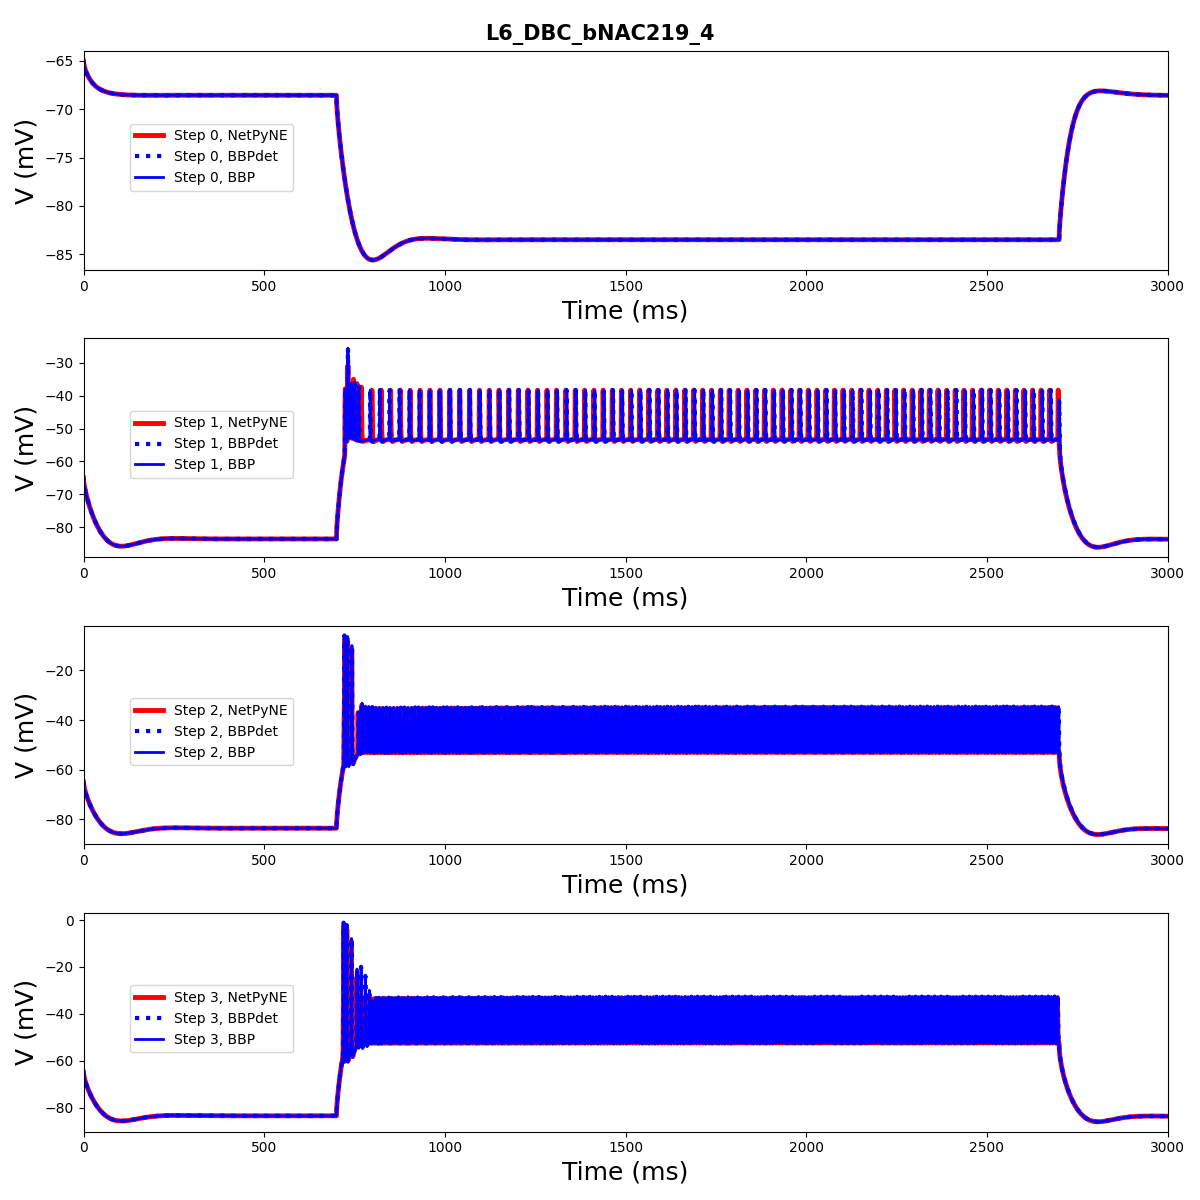 L6_DBC_bNAC219_4
−65
−70
−75
−80
−85
V (mV)
Step 0, NetPyNE
Step 0, BBPdet
Step 0, BBP
0 500 1000 1500 2000 2500 3000
Time (ms)
−30
−40
−50
−60
−70
−80
V (mV)
Step 1, NetPyNE
Step 1, BBPdet
Step 1, BBP
0 500 1000 1500 2000 2500 3000
Time (ms)
−20
−40
−60
−80
V (mV)
Step 2, NetPyNE
Step 2, BBPdet
Step 2, BBP
0 500 1000 1500 2000 2500 3000
Time (ms)
0
−20
−40
−60
−80
V (mV)
Step 3, NetPyNE
Step 3, BBPdet
Step 3, BBP
0 500 1000 1500 2000 2500 3000
Time (ms)